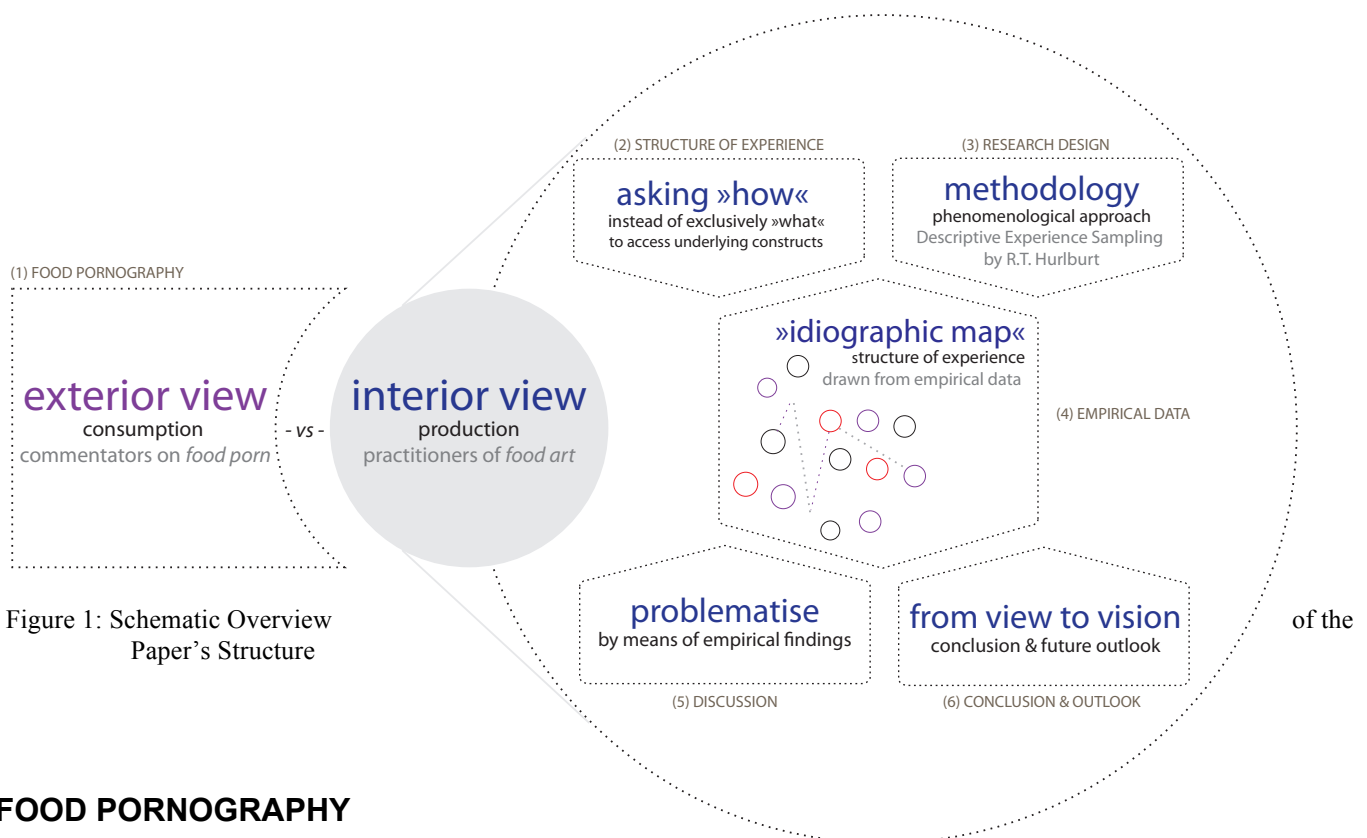 (1) FOOD PORNOGRAPHY
exterior view
consumption
commentators on food porn
- vs -
interior view
production
practitioners of food art
(2) STRUCTURE OF EXPERIENCE
asking »how«
instead of exclusively »what«
to access underlying constructs
(3) RESEARCH DESIGN
methodology
phenomenological approach
Descriptive Experience Sampling
by R.T. Hurlburt
»idiographic map«
structure of experience
drawn from empirical data
(4) EMPIRICAL DATA
problematise
by means of empirical findings
(5) DISCUSSION
from view to vision
conclusion & future outlook
(6) CONCLUSION & OUTLOOK
Figure 1: Schematic Overview of the
Paper's Structure
FOOD PORNOGRAPHY